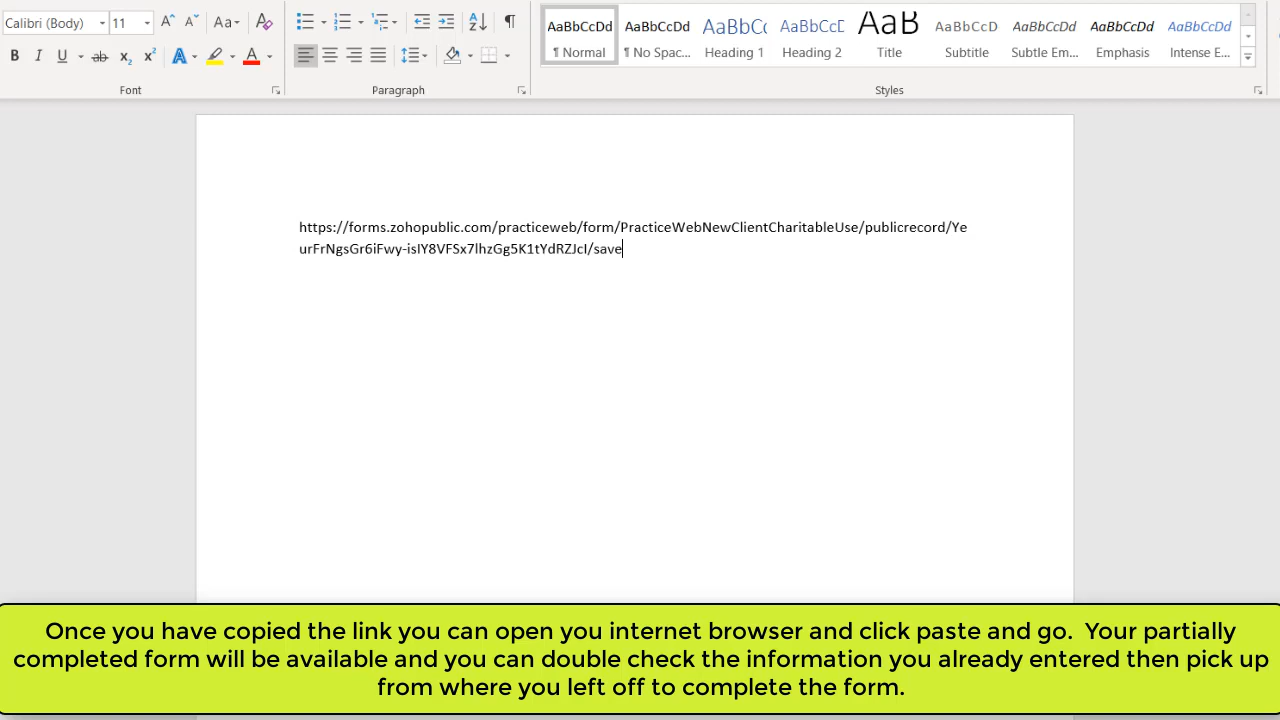 Calibri (Body) 11 Aa
AaBbCcDd AaBbCcDd AaBbCc AaBbCcD AaB AaBbCcD AaBbCcDd AaBbCcDd AaBbCcDd
¶ Normal ¶ No Spac... Heading 1 Heading 2 Title Subtitle Subtle Em... Emphasis Intense E...
Font Paragraph Styles
https://forms.zohopublic.com/practiceweb/form/PracticeWebNewClientCharitableUse/publicrecord/Ye
urFrNgsGr6iFwy-isIY8VFSx7lhzGg5K1tYdRZJcI/save
Once you have copied the link you can open you internet browser and click paste and go. Your partially
completed form will be available and you can double check the information you already entered then pick up
from where you left off to complete the form.